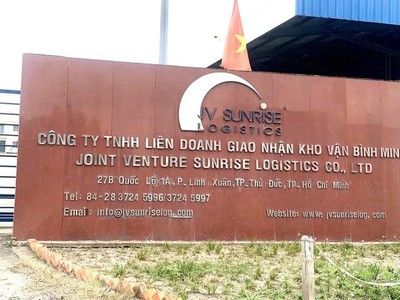 JV SUNRISE
LOGISTICS
CÔNG TY TNHH LIÊN DOANH GIAO NHẬN KHO VẬN BÌNH MIN
JOINT VENTURE SUNRISE LOGISTICS CO., LTD
27B Quốc Lộ 1A, P. Linh Xuân, TP. Thủ Đức, TP. Hồ Chí Minh
Tel : 84-28 3724 5996/3724 5997
Email : info@jvsunriselog.com Website: www.jvsunriselog.com